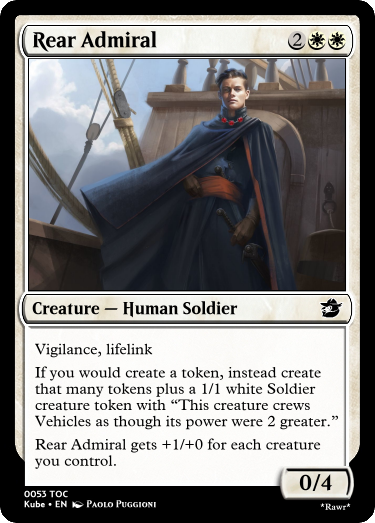 Rear Admiral 2
Creature — Human Soldier
Vigilance, lifelink
If you would create a token, instead create
that many tokens plus a 1/1 white Soldier
creature token with “This creature crews
Vehicles as though its power were 2 greater.”
Rear Admiral gets +1/+0 for each creature
you control.
0/4
0053 TOC
Kube • EN Paolo Puggioni
*Rawr*